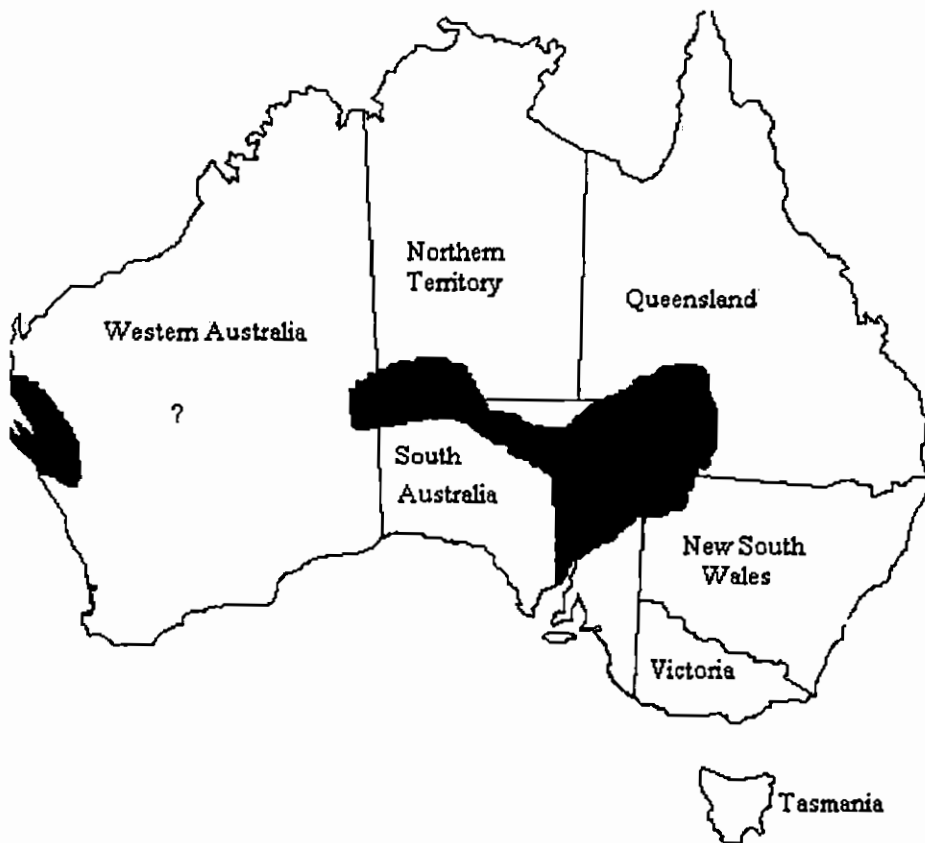 Northern
Territory
Queensland
Western Australia
?
South
Australia
New South
Wales
Victoria
Tasmania